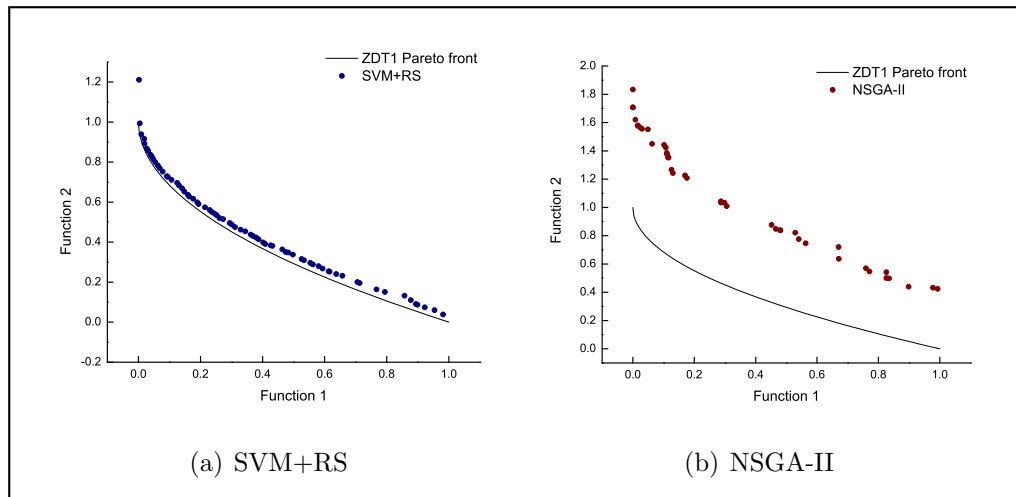 ZDT1 Pareto front
SVM+RS
1.2
1.0
0.8
0.6
0.4
0.2
0.0
-0.2
Function 2
0.0 0.2 0.4 0.6 0.8 1.0
Function 1
(a) SVM+RS
ZDT1 Pareto front
NSGA-II
2.0
1.8
1.6
1.4
1.2
1.0
0.8
0.6
0.4
0.2
0.0
Function 2
0.0 0.2 0.4 0.6 0.8 1.0
Function 1
(b) NSGA-II